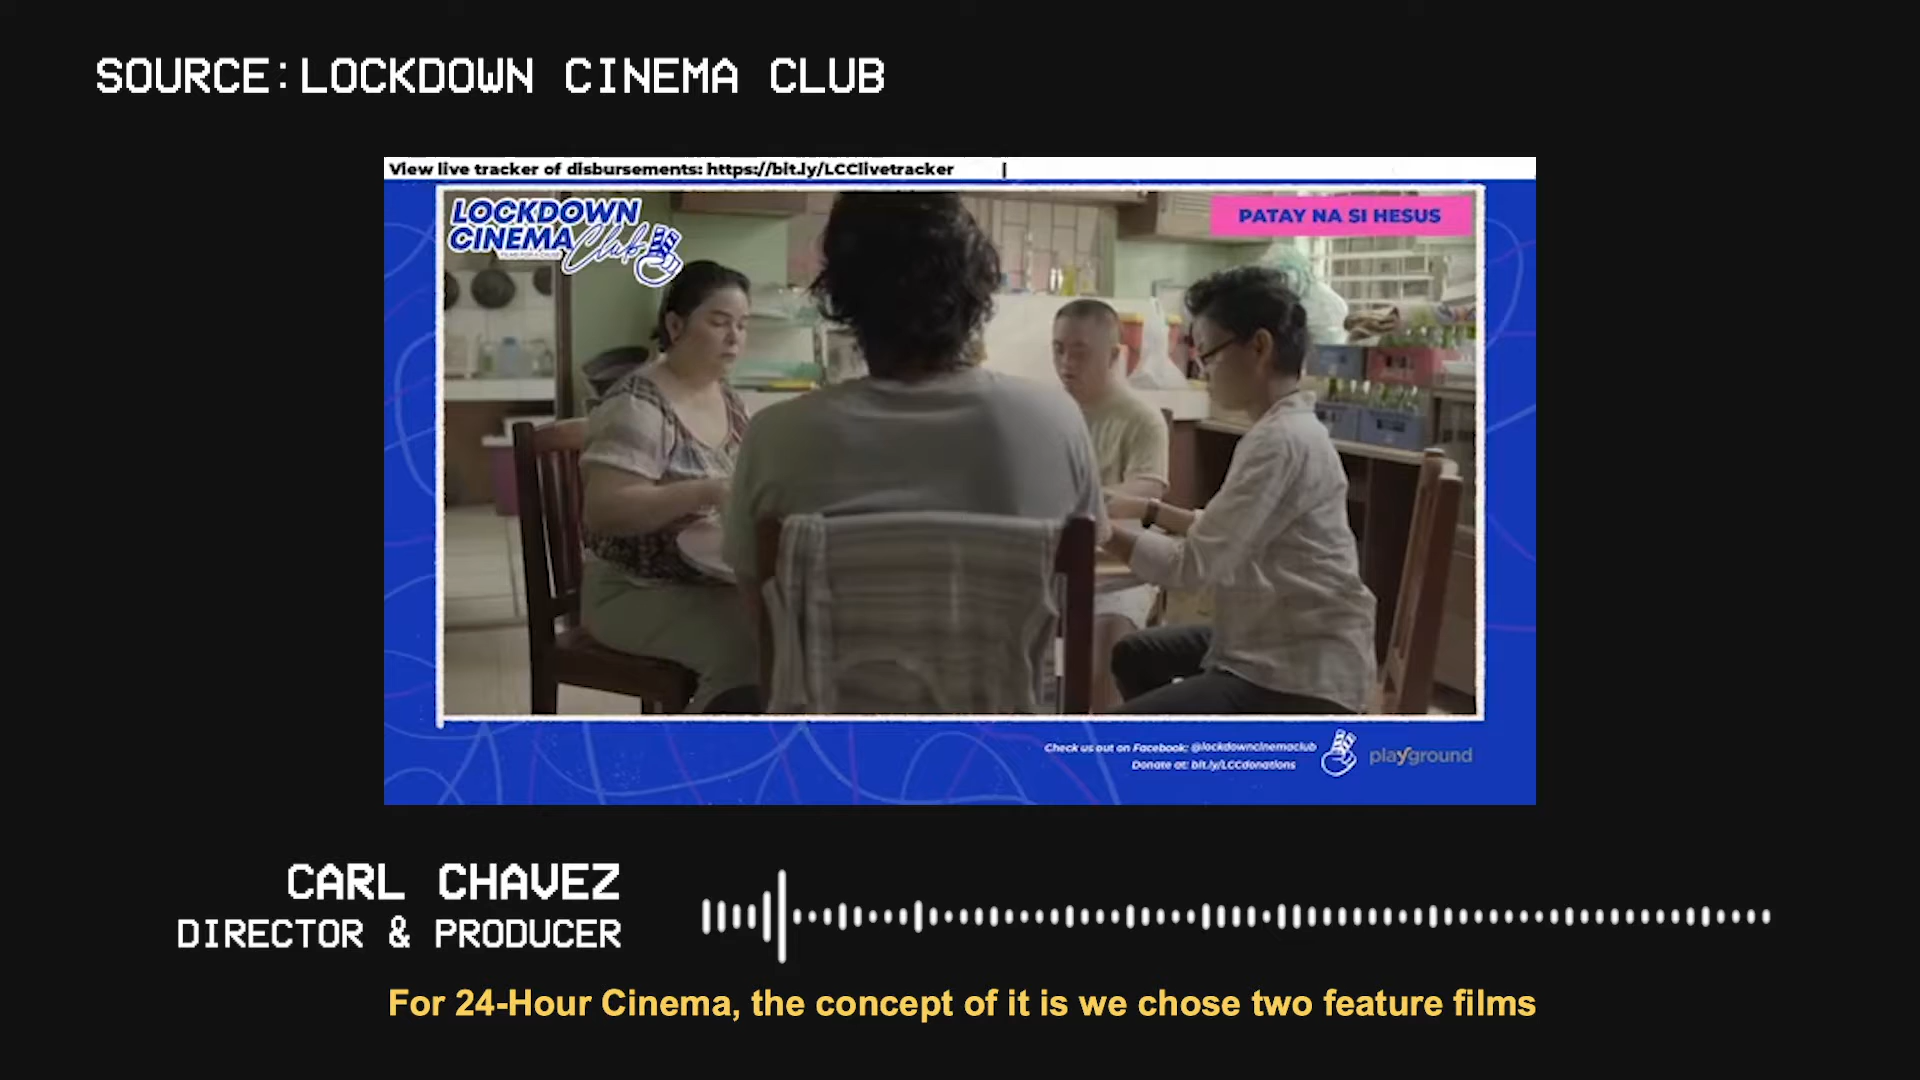 SOURCE:LOCKDOWN CINEMA CLUB
View live tracker of disbursements: https://bit.ly/LCClivetracker |
LOCKDOWN
CINEMA Club
PATAY NA SI HESUS
Check us out on Facebook: @lockdowncinemaclub
Donate at: bit.ly/LCCdonations
playground
CARL CHAVEZ
DIRECTOR & PRODUCER
For 24-Hour Cinema, the concept of it is we chose two feature films